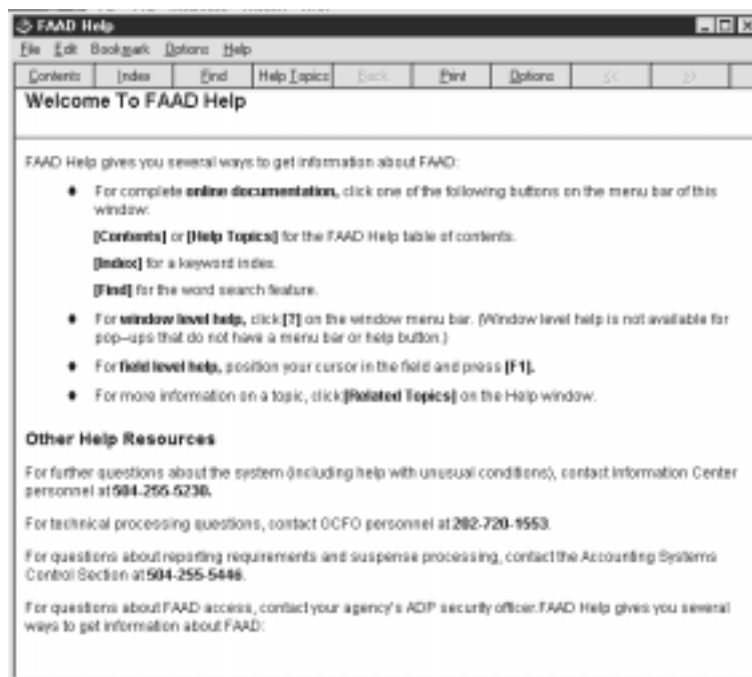 FAAD Help
File Edit Bookmark Options Help
Contents Index Find Help Topics Back Print Options << >>
Welcome To FAAD Help
FAAD Help gives you several ways to get information about FAAD:
♦ For complete online documentation, click one of the following buttons on the menu bar of this
window:
[Contents] or [Help Topics] for the FAAD Help table of contents.
[Index] for a keyword index.
[Find] for the word search feature.
♦ For window level help, click [?] on the window menu bar. (Window level help is not available for
pop–ups that do not have a menu bar or help button.)
♦ For field level help, position your cursor in the field and press [F1].
♦ For more information on a topic, click [Related Topics] on the Help window.
Other Help Resources
For further questions about the system (including help with unusual conditions), contact Information Center
personnel at 504-255-5230.
For technical processing questions, contact OCFO personnel at 202-720-1553.
For questions about reporting requirements and suspense processing, contact the Accounting Systems
Control Section at 504-255-5446.
For questions about FAAD access, contact your agency's ADP security officer.FAAD Help gives you several
ways to get information about FAAD: